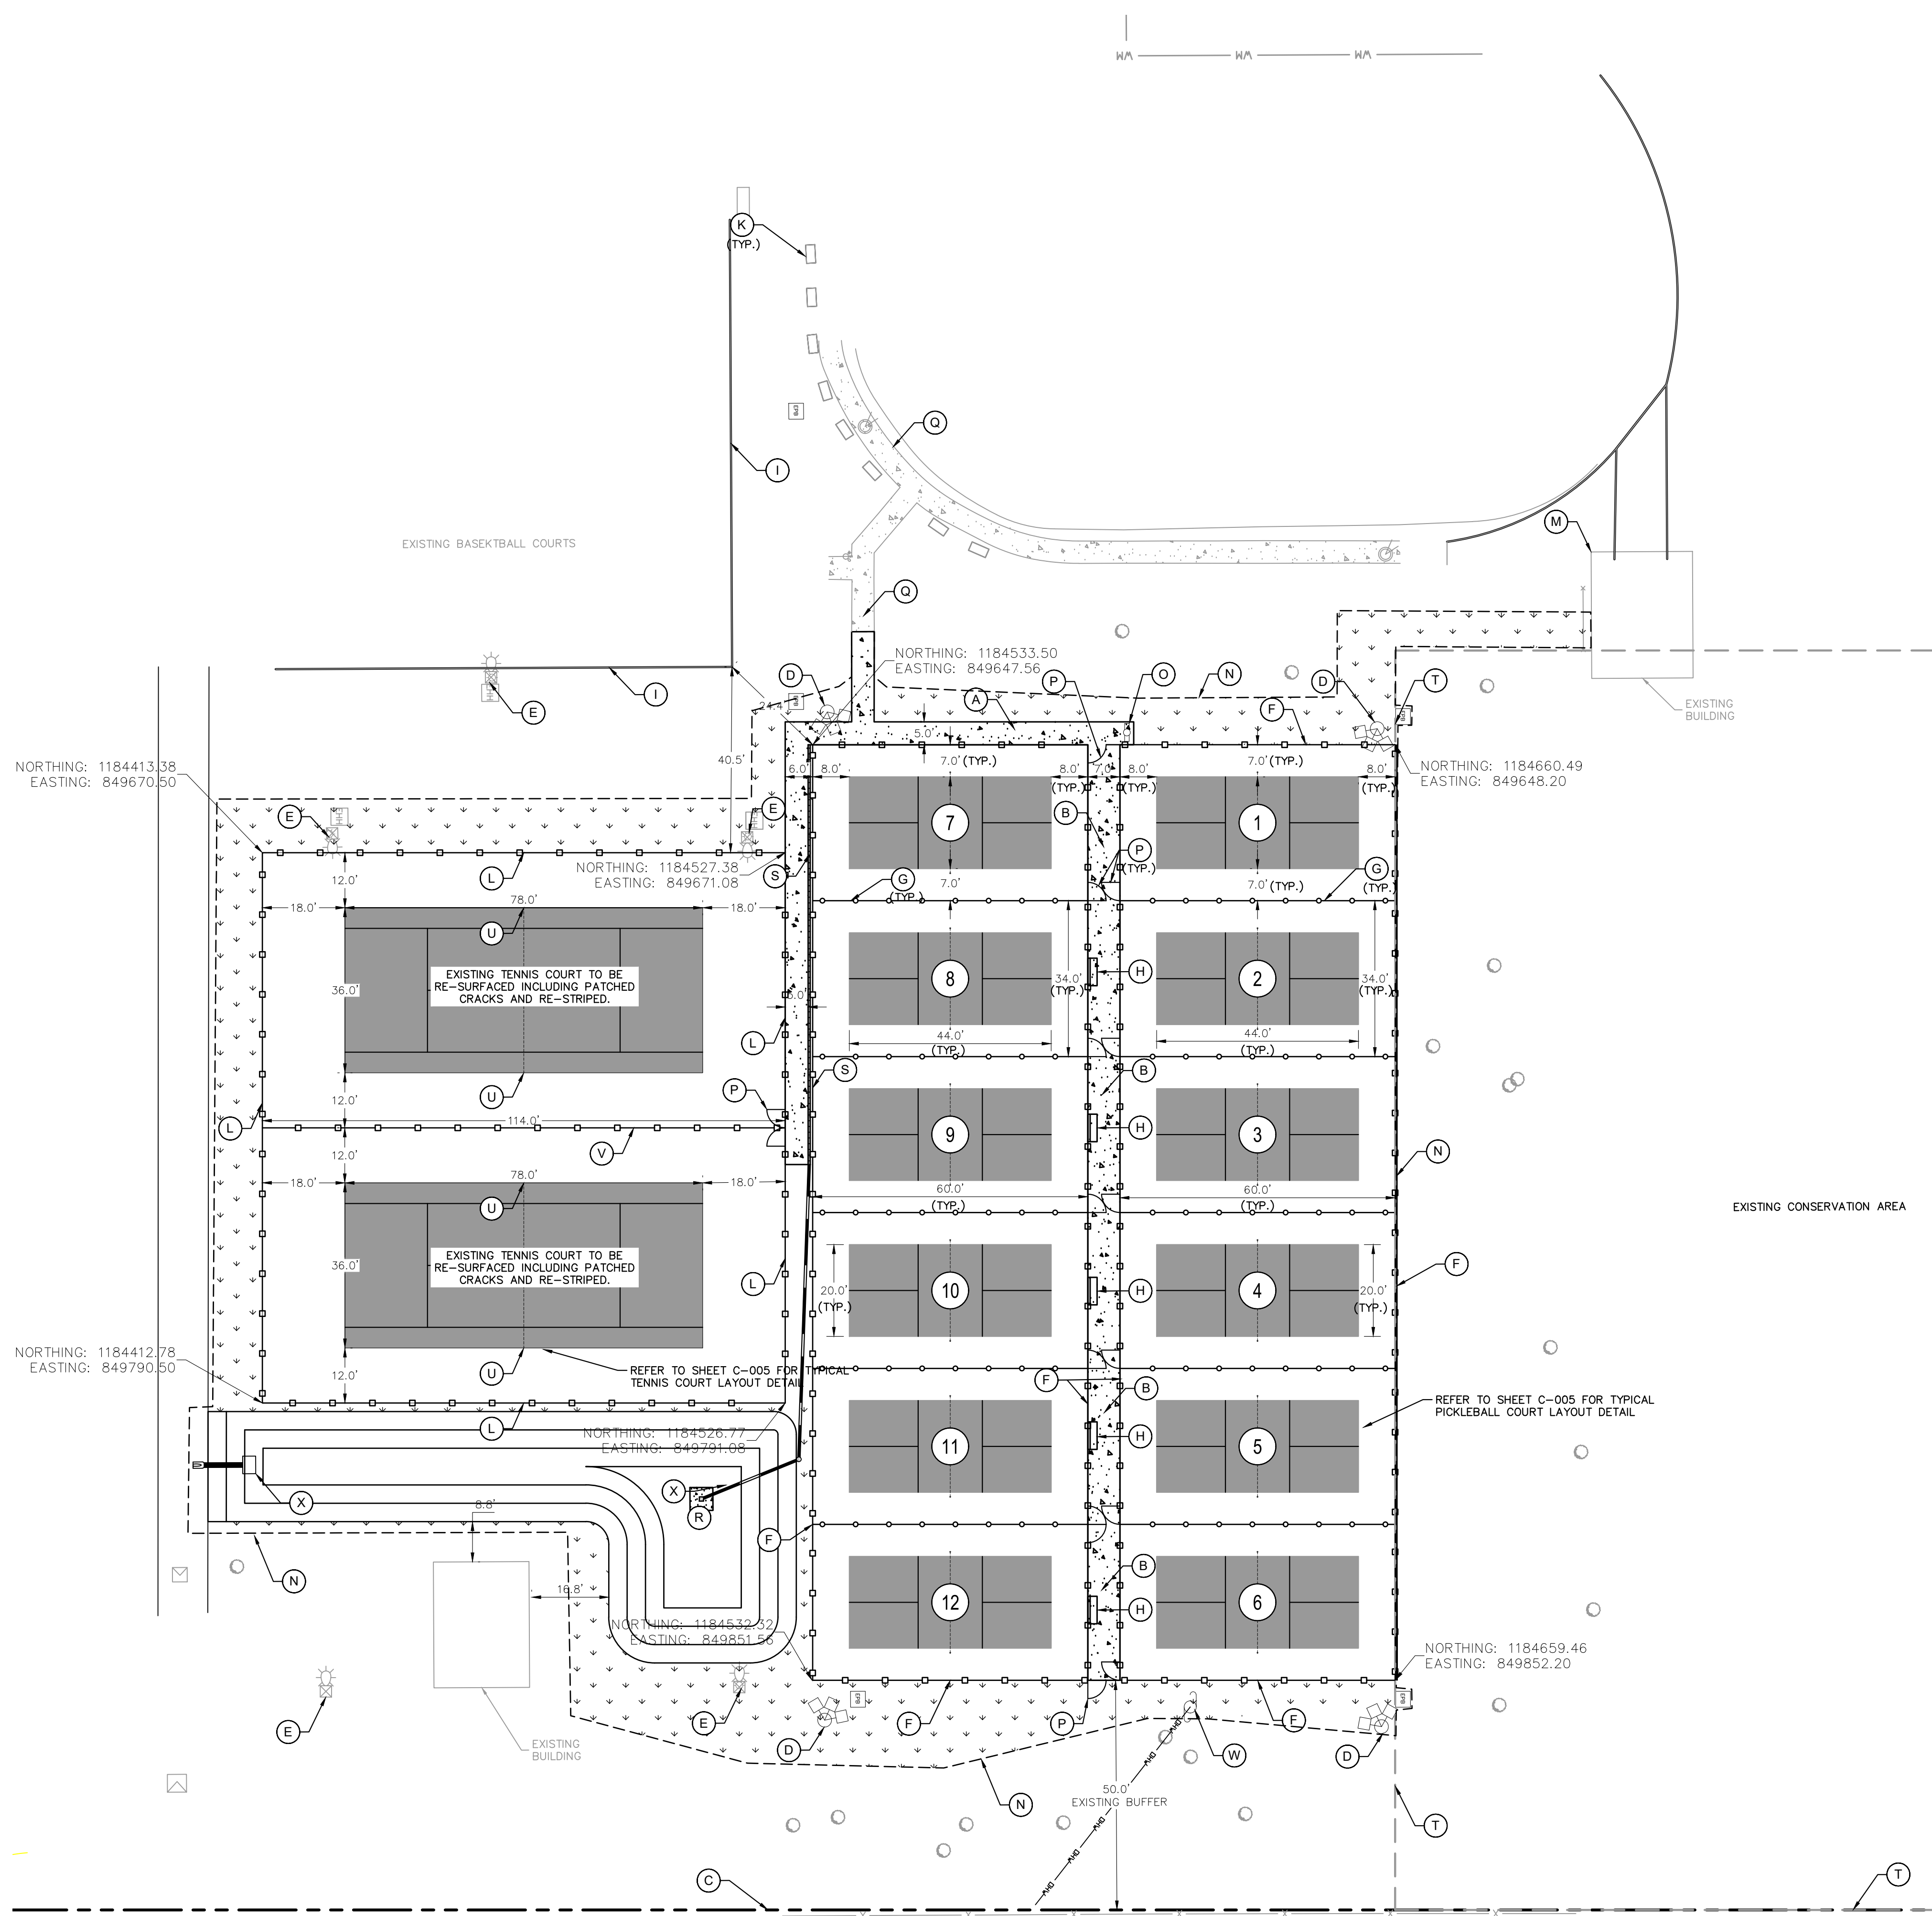 WM WM WM
K
(TYP.)
Q
EPB
I
EXISTING BASEKTBALL COURTS
M
Q
NORTHING: 1184533.50
EASTING: 849647.56
D
P
O
N
D
T
I
E
EPB
A
F
EPB
EXISTING
BUILDING
24.4'
5.0'
40.5'
NORTHING: 1184413.38
EASTING: 849670.50
6.0'
8.0'
7.0' (TYP.)
8.0'
(TYP.)
7.0'
8.0'
(TYP.)
7.0' (TYP.)
8.0'
(TYP.)
NORTHING: 1184660.49
EASTING: 849648.20
E
E
B
7
1
P
(TYP.)
L
NORTHING: 1184527.38
EASTING: 849671.08
S
G
(TYP.)
7.0'
7.0' (TYP.)
G
(TYP.)
12.0'
18.0'
78.0'
18.0'
U
EXISTING TENNIS COURT TO BE
RE-SURFACED INCLUDING PATCHED
CRACKS AND RE-STRIPED.
36.0'
6.0'
8
34.0'
(TYP.)
H
2
34.0'
(TYP.)
L
44.0'
(TYP.)
44.0'
(TYP.)
S
B
P
U
12.0'
114.0'
L
9
H
3
N
V
12.0'
18.0'
78.0'
18.0'
60.0'
(TYP.)
60.0'
(TYP.)
EXISTING CONSERVATION AREA
U
EXISTING TENNIS COURT TO BE
RE-SURFACED INCLUDING PATCHED
CRACKS AND RE-STRIPED.
36.0'
L
F
20.0'
(TYP.)
10
H
4
20.0'
(TYP.)
NORTHING: 1184412.78
EASTING: 849790.50
12.0'
U
REFER TO SHEET C-005 FOR TYPICAL
TENNIS COURT LAYOUT DETAIL
F
B
REFER TO SHEET C-005 FOR TYPICAL
PICKLEBALL COURT LAYOUT DETAIL
L
NORTHING: 1184526.77
EASTING: 849791.08
11
H
5
X
X
R
8.8'
F
N
16.8'
B
12
H
6
NORTHING: 1184532.32
EASTING: 849851.56
NORTHING: 1184659.46
EASTING: 849852.20
E
E
EPB
EPB
D
F
P
F
W
D
EXISTING
BUILDING
N
50.0'
EXISTING BUFFER
OHW OHW OHW OHW
T
C
T
X X X X X X X